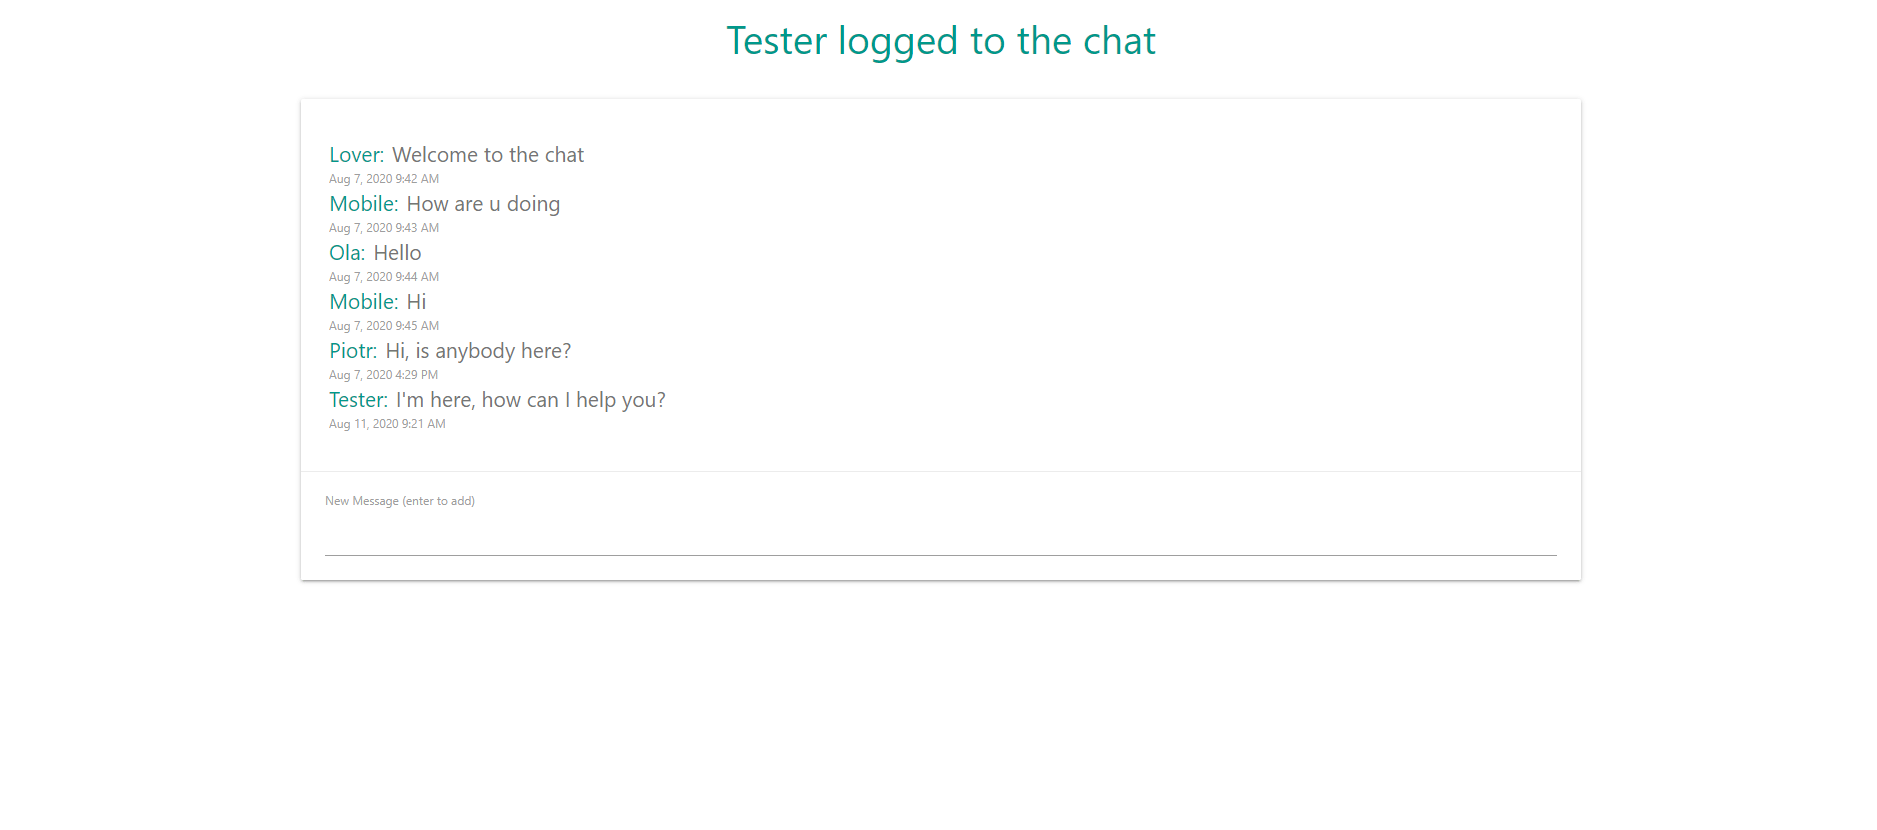 Tester logged to the chat
Lover: Welcome to the chat
Aug 7, 2020 9:42 AM
Mobile: How are u doing
Aug 7, 2020 9:43 AM
Ola: Hello
Aug 7, 2020 9:44 AM
Mobile: Hi
Aug 7, 2020 9:45 AM
Piotr: Hi, is anybody here?
Aug 7, 2020 4:29 PM
Tester: I'm here, how can I help you?
Aug 11, 2020 9:21 AM
New Message (enter to add)